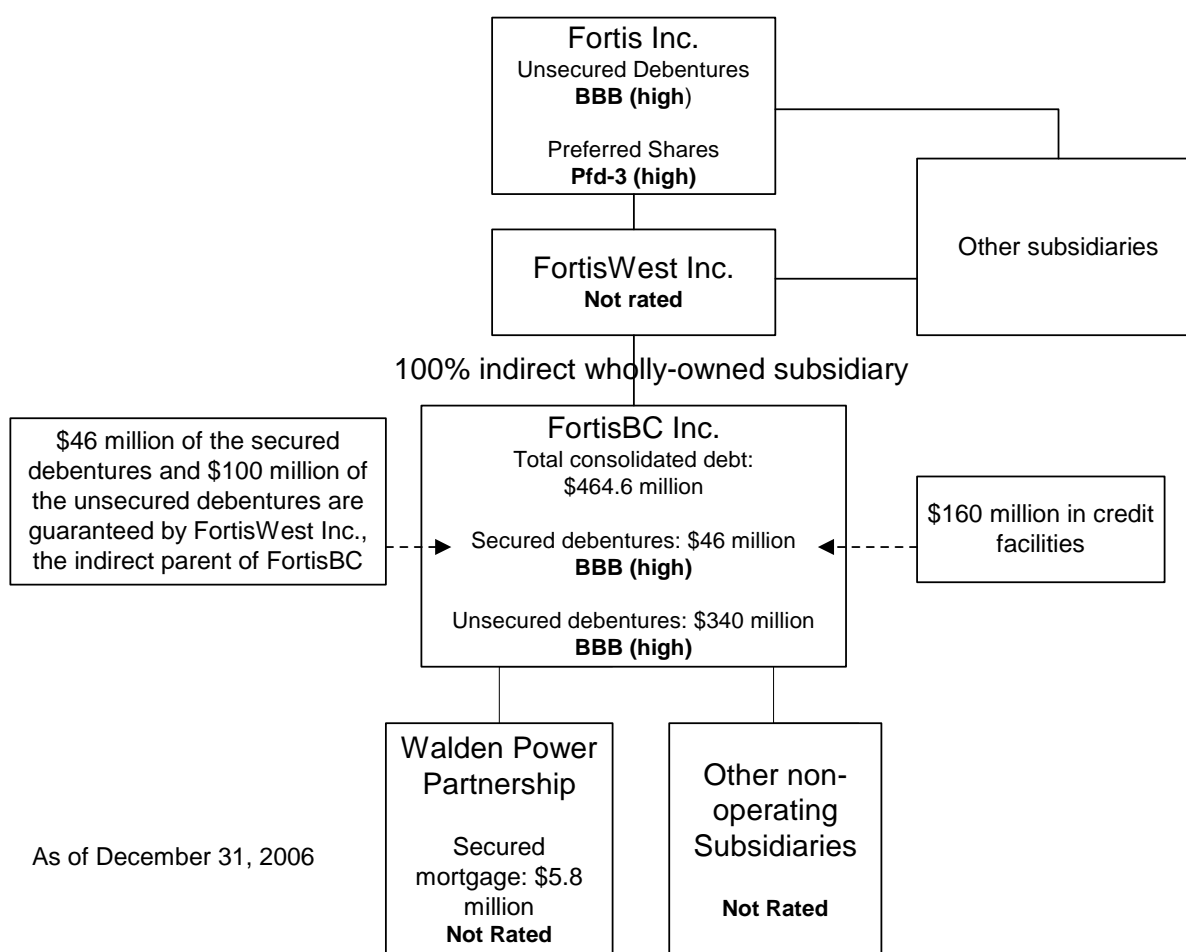 Fortis Inc.
Unsecured Debentures
BBB (high)
Preferred Shares
Pfd-3 (high)
Other subsidiaries
FortisWest Inc.
Not rated
100% indirect wholly-owned subsidiary
$46 million of the secured
debentures and $100 million of
the unsecured debentures are
guaranteed by FortisWest Inc.,
the indirect parent of FortisBC
FortisBC Inc.
Total consolidated debt:
$464.6 million
Secured debentures: $46 million
BBB (high)
Unsecured debentures: $340 million
BBB (high)
$160 million in credit
facilities
Walden Power
Partnership
Secured
mortgage: $5.8
million
Not Rated
Other non-
operating
Subsidiaries
Not Rated
As of December 31, 2006